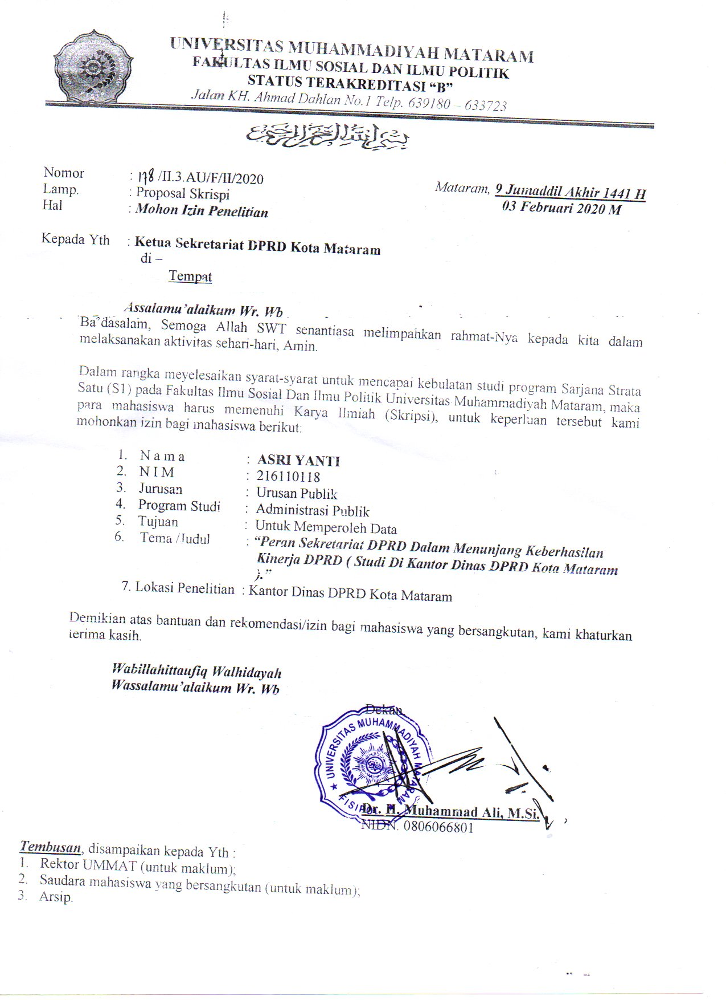 UNIVERSITAS MUHAMMADIYAH MATARAM
FAKULTAS ILMU SOSIAL DAN ILMU POLITIK
STATUS TERAKREDITASI “B”
Jalan KH. Ahmad Dahlan No.1 Telp. 639180 – 633723
بسم الله الرحمن الرحيم
Nomor : 178 /II.3.AU/F/II/2020
Lamp. : Proposal Skrispi
Hal : Mohon Izin Penelitian
Mataram, 9 Jumaddil Akhir 1441 H
03 Februari 2020 M
Kepada Yth : Ketua Sekretariat DPRD Kota Mataram
di –
Tempat
Assalamu’alaikum Wr. Wb
Ba’dasalam, Semoga Allah SWT senantiasa melimpahkan rahmat-Nya kepada kita dalam
melaksanakan aktivitas sehari-hari, Amin.
Dalam rangka meyelesaikan syarat-syarat untuk mencapai kebulatan studi program Sarjana Strata
Satu (S1) pada Fakultas Ilmu Sosial Dan Ilmu Politik Universitas Muhammadiyah Mataram, maka
para mahasiswa harus memenuhi Karya Ilmiah (Skripsi), untuk keperluan tersebut kami
mohonkan izin bagi mahasiswa berikut:
1. N a m a : ASRI YANTI
2. N I M : 216110118
3. Jurusan : Urusan Publik
4. Program Studi : Administrasi Publik
5. Tujuan : Untuk Memperoleh Data
6. Tema /Judul : “Peran Sekretariat DPRD Dalam Menunjang Keberhasilan
Kinerja DPRD ( Studi Di Kantor Dinas DPRD Kota Mataram
).”
7. Lokasi Penelitian : Kantor Dinas DPRD Kota Mataram
Demikian atas bantuan dan rekomendasi/izin bagi mahasiswa yang bersangkutan, kami khaturkan
terima kasih.
Wabillahittaufiq Walhidayah
Wassalamu’alaikum Wr. Wb
Dekan,
UNIVERSITAS MUHAMMADIYAH MATARAM
FISIPOL
Dr. H. Muhammad Ali, M.Si.
NIDN. 0806066801
Tembusan, disampaikan kepada Yth :
1. Rektor UMMAT (untuk maklum);
2. Saudara mahasiswa yang bersangkutan (untuk maklum);
3. Arsip.